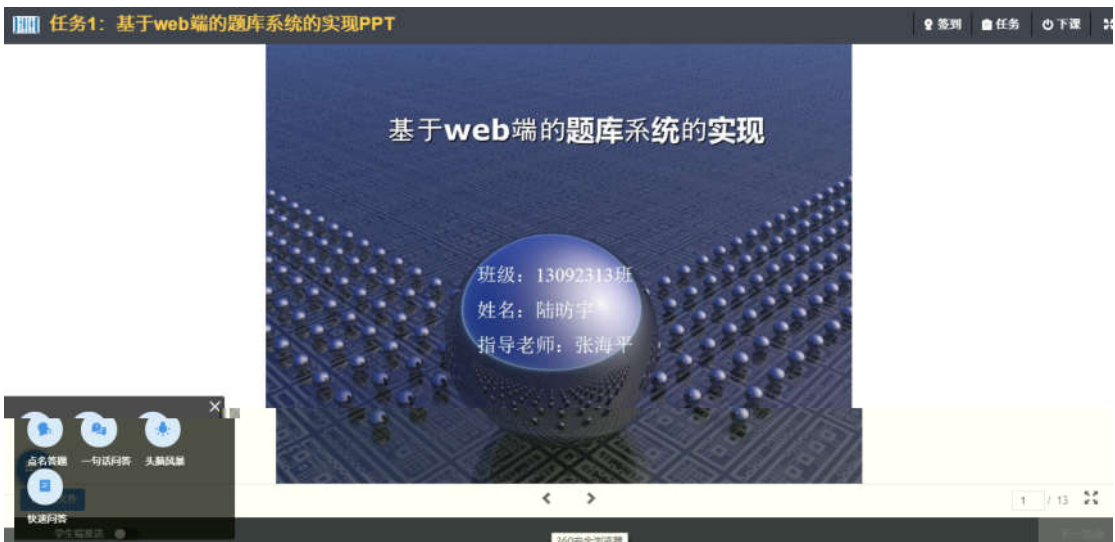 任务1：基于web端的题库系统的实现PPT
签到
任务
下课
基于web端的题库系统的实现
班级：13092313班
姓名：陆昉宇
指导老师：张海平
点名答题
一句话问答
头脑风暴
快速问答
1 / 13